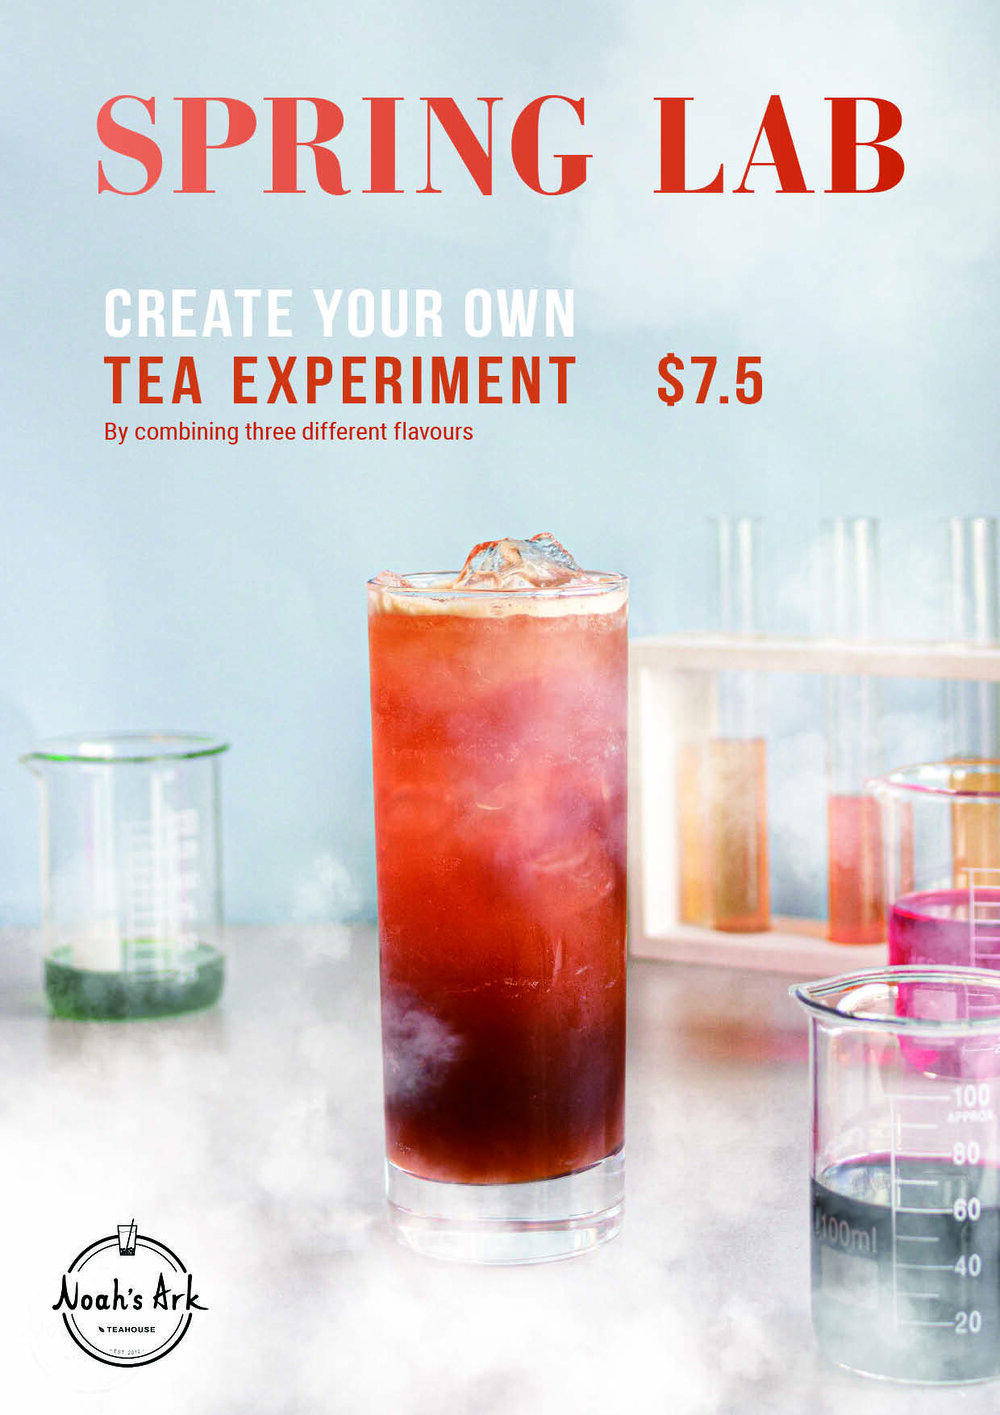 SPRING LAB
CREATE YOUR OWN
TEA EXPERIMENT $7.5
By combining three different flavours
100
APPROX
80
60
100ml
40
20
Noah's Ark
TEAHOUSE